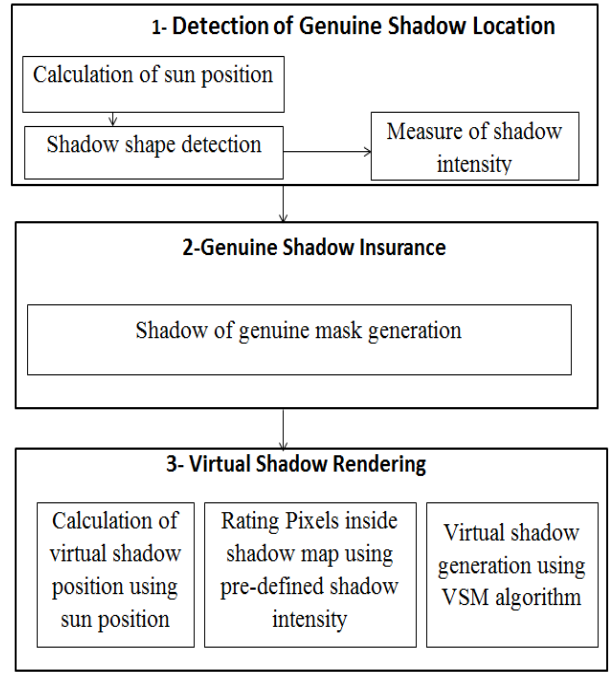 1- Detection of Genuine Shadow Location
Calculation of sun position
Shadow shape detection
Measure of shadow
intensity
2-Genuine Shadow Insurance
Shadow of genuine mask generation
3- Virtual Shadow Rendering
Calculation of
virtual shadow
position using
sun position
Rating Pixels inside
shadow map using
pre-defined shadow
intensity
Virtual shadow
generation using
VSM algorithm